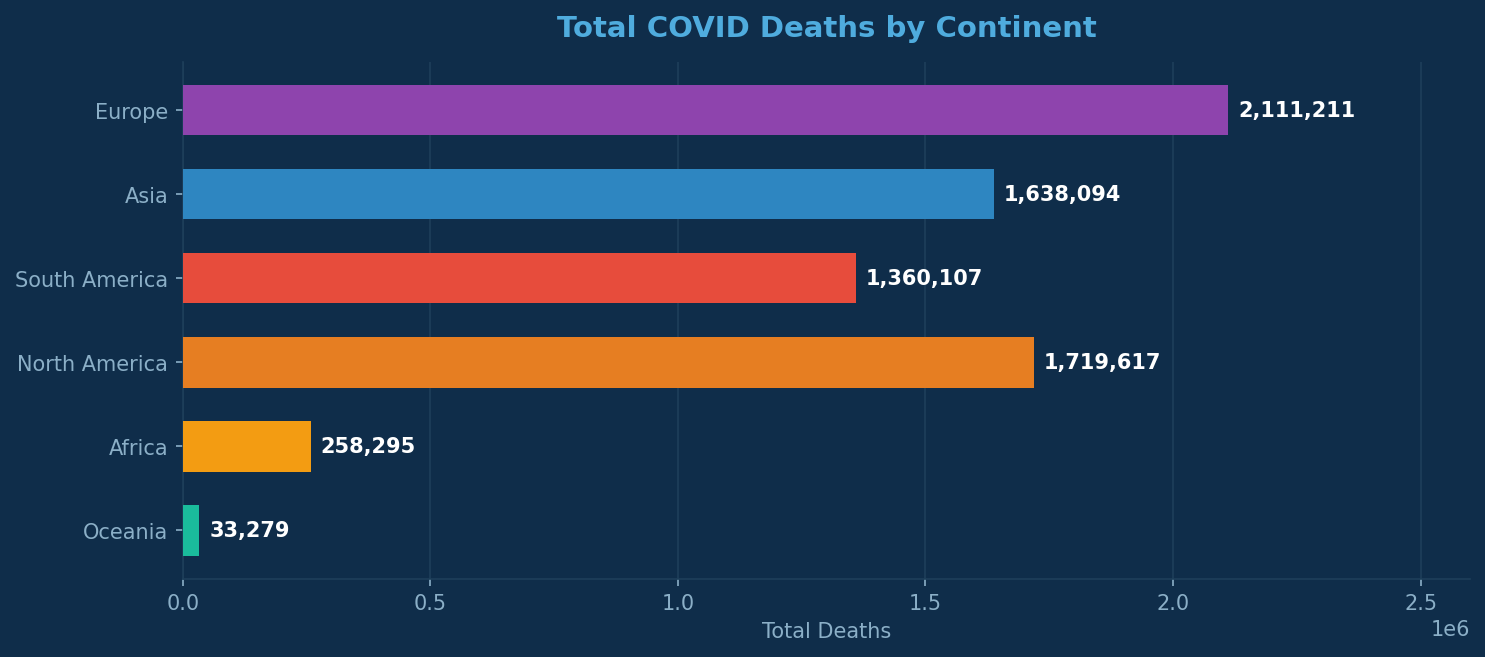 Total COVID Deaths by Continent
Europe 2,111,211
Asia 1,638,094
South America 1,360,107
North America 1,719,617
Africa 258,295
Oceania 33,279
0.0 0.5 1.0 1.5 2.0 2.5
Total Deaths 1e6